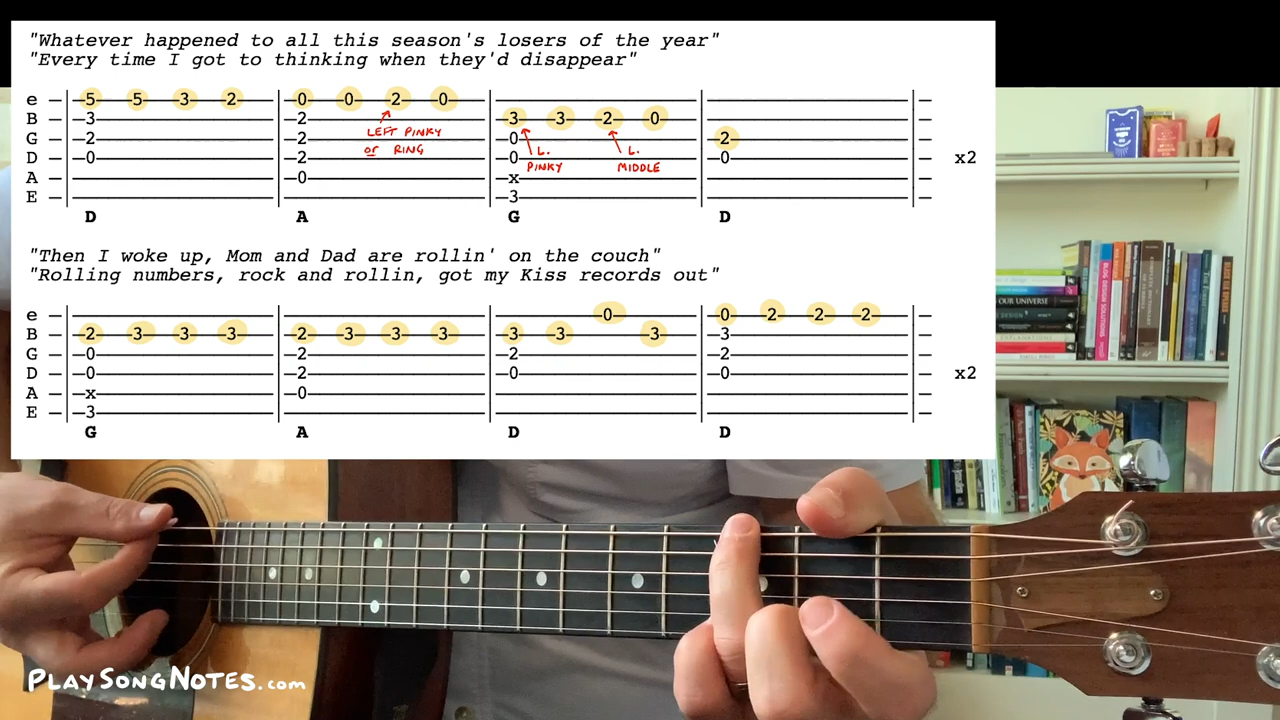 "Whatever happened to all this season's losers of the year"
"Every time I got to thinking when they'd disappear"
e —|—5———5———3———2———|—0———0———2———0———|———————————————|———————————————|—
B —|—3———————————————|—2———————————————|—3———3———2———0—|———————————————|—
G —|—2———————————————|—2———————————————|—0—————————————|—2—————————————|—
D —|—0———————————————|—2———————————————|—0—————————————|—0—————————————|— x2
A —|—————————————————|—0———————————————|—x—————————————|———————————————|—
E —|—————————————————|—————————————————|—3—————————————|———————————————|—
LEFT PINKY
or RING
L.
PINKY
L.
MIDDLE
D A G D
"Then I woke up, Mom and Dad are rollin' on the couch"
"Rolling numbers, rock and rollin, got my Kiss records out"
e —|—————————————————|—————————————————|—————————0—————|—0———2———2———2—|—
B —|—2———3———3———3———|—2———3———3———3———|—3———3———————3—|—3—————————————|—
G —|—0———————————————|—2———————————————|—2—————————————|—2—————————————|—
D —|—0———————————————|—2———————————————|—0—————————————|—0—————————————|— x2
A —|—x———————————————|—0———————————————|———————————————|———————————————|—
E —|—3———————————————|—————————————————|———————————————|———————————————|—
G A D D
OUR UNIVERSE
PLAYSONGNOTES.com